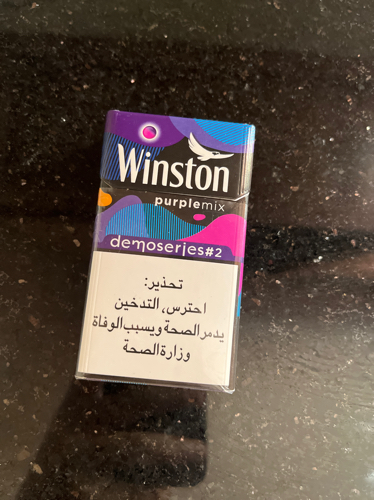 Winston
purplemix
demoseries#2
تحذير:
احترس، التدخين
يدمر الصحة ويسبب الوفاة
وزارة الصحة